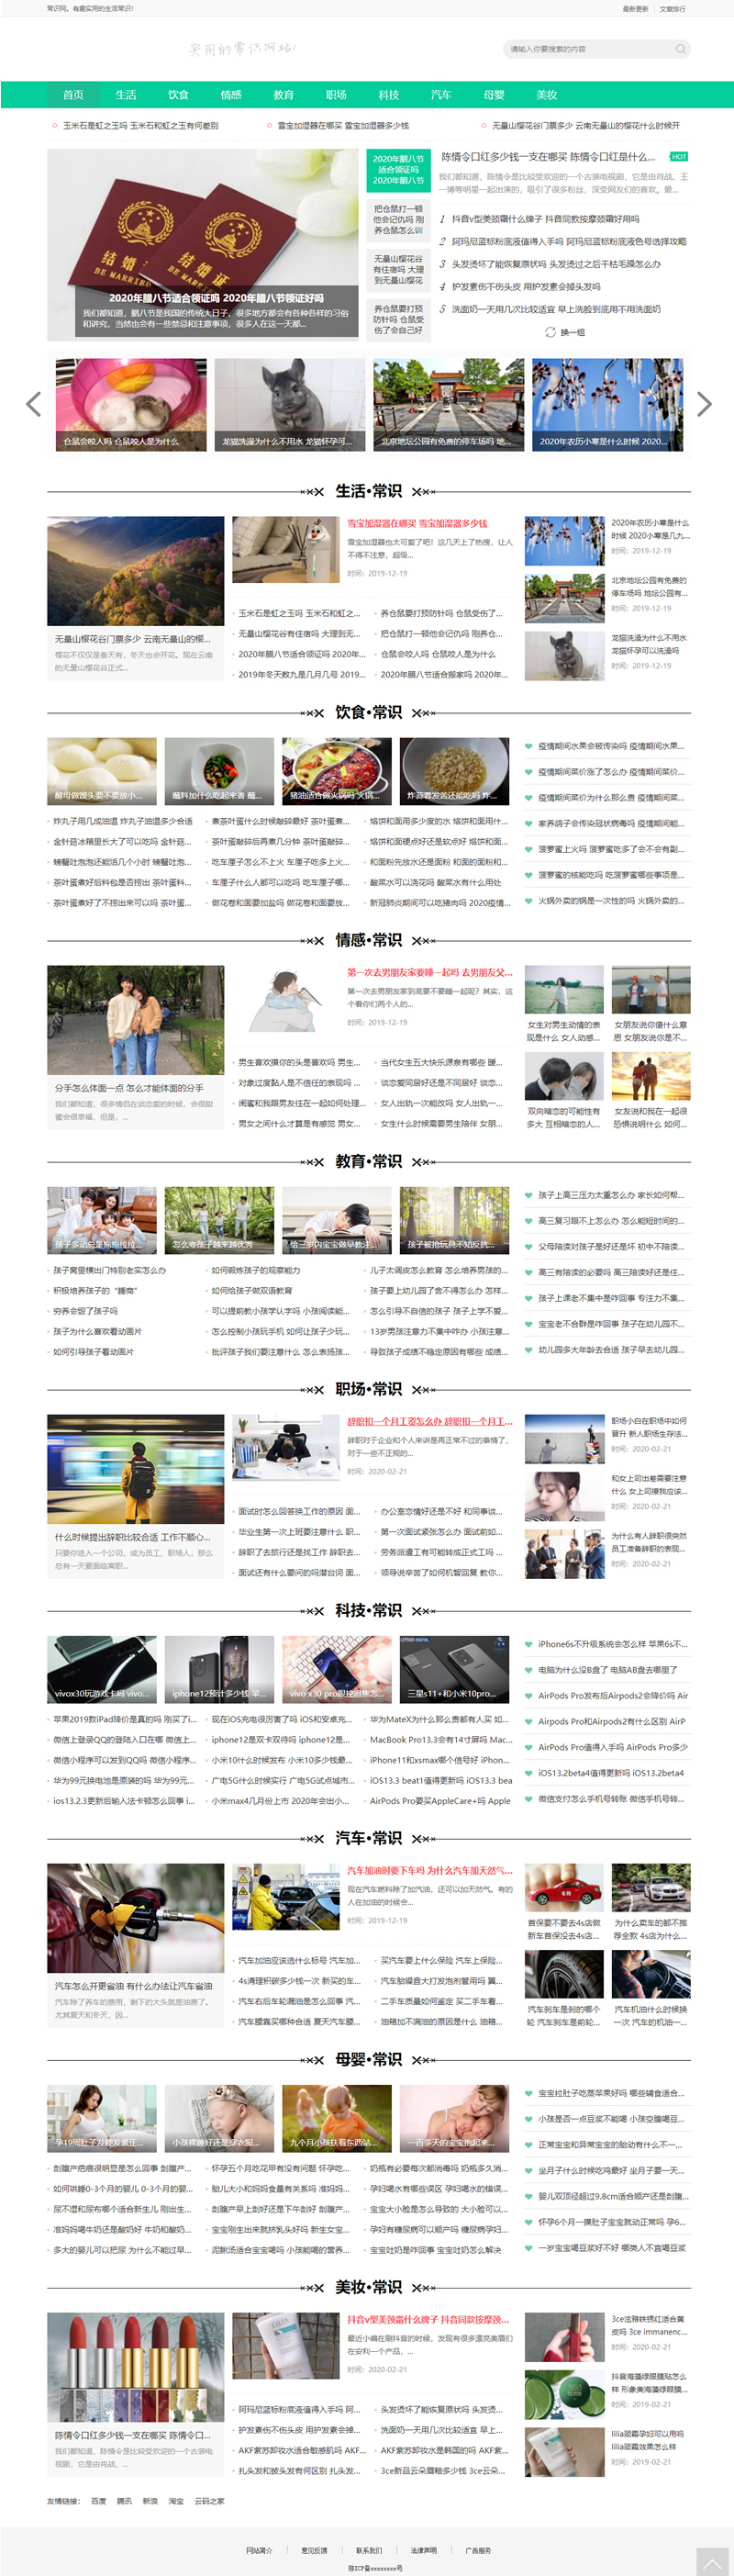 常识网。有趣实用的生活常识!
最新更新 | 文章排行
实用的常识网站!
请输入你要搜索的内容
首页 生活 饮食 情感 教育 职场 科技 汽车 母婴 美妆
玉米石是虹之玉吗 玉米石和虹之玉有何差别
雪宝加湿器在哪买 雪宝加湿器多少钱
无量山樱花谷门票多少 云南无量山的樱花什么时候开
2020年腊八节适合领证吗 2020年腊八节领证好吗
我们都知道，腊八节是我国的传统大日子，很多地方都会有各种各样的习俗
和讲究，当然也会有一些禁忌和注意事项，很多人在这一天都...
2020年腊八节
适合领证吗
2020年腊八节
把仓鼠打一顿
他会记仇吗 刚
养仓鼠怎么训
无量山樱花谷
有住宿吗 大理
到无量山樱花
养仓鼠要打预
防针吗 仓鼠受
伤了会自己好
陈情令口红多少钱一支在哪买 陈情令口红是什么...
HOT
我们都知道，陈情令是比较受欢迎的一个古装电视剧，它是由肖战、王
一博等明星一起出演的，吸引了很多粉丝，深受网友们的喜欢。最...
1 抖音v型美颈霜什么牌子 抖音同款按摩颈霜好用吗
2 阿玛尼蓝标粉底液值得入手吗 阿玛尼蓝标粉底液色号选择攻略
3 头发烫坏了能恢复原状吗 头发烫过之后干枯毛躁怎么办
4 护发素伤不伤头皮 用护发素会掉头发吗
5 洗面奶一天用几次比较适宜 早上洗脸到底用不用洗面奶
换一组
仓鼠会咬人吗 仓鼠咬人是为什么
龙猫洗澡为什么不用水 龙猫怀孕可...
北京地坛公园有免费的停车场吗 地...
2020年农历小寒是什么时候 2020...
生活•常识
无量山樱花谷门票多少 云南无量山的樱...
樱花不仅仅是春天有，冬天也会开花。现在云南
的无量山樱花谷正式...
雪宝加湿器在哪买 雪宝加湿器多少钱
雪宝加湿器也太可爱了吧！这几天上了热搜，让人
不得不注意，超级...
时间：2019-12-19
玉米石是虹之玉吗 玉米石和虹之...
养仓鼠要打预防针吗 仓鼠受伤了...
无量山樱花谷有住宿吗 大理到无...
把仓鼠打一顿他会记仇吗 刚养仓...
2020年腊八节适合领证吗 2020年...
仓鼠会咬人吗 仓鼠咬人是为什么
2019年冬天数九是几月几号 2019...
2020年腊八节适合搬家吗 2020年...
2020年农历小寒是什么
时候 2020小寒是几九...
时间：2019-12-19
北京地坛公园有免费的
停车场吗 地坛公园有...
时间：2019-12-19
龙猫洗澡为什么不用水
龙猫怀孕可以洗澡吗
时间：2019-12-19
饮食•常识
酵母做馒头要不要放小...
蘸料加什么吃起来香 蘸...
猪油适合做火锅吗 火锅...
炸蒜蓉发苦还能吃吗 炸...
炸丸子用几成油温 炸丸子油温多少合适
煮茶叶蛋什么时候敲碎最好 茶叶蛋煮...
烙饼和面用多少度的水 烙饼和面用什...
金针菇冰箱里长大了可以吃吗 金针菇...
茶叶蛋敲碎后再煮几分钟 茶叶蛋敲碎...
烙饼和面硬点好还是软点好 烙饼和面...
螃蟹吐泡泡还能活几个小时 螃蟹吐泡...
吃车厘子怎么不上火 车厘子吃多上火...
和面粉先放水还是面粉 和面的面粉和...
茶叶蛋煮好后料包是否捞出 茶叶蛋料...
车厘子什么人都可以吃吗 吃车厘子哪...
酸菜水可以浇花吗 酸菜水有什么用处
茶叶蛋煮好了不捞出来可以吗 茶叶蛋...
做花卷和面要加盐吗 做花卷和面要放...
新冠肺炎期间可以吃猪肉吗 2020疫情...
疫情期间水果会被传染吗 疫情期间水果...
疫情期间菜价涨了怎么办 疫情期间菜价...
疫情期间菜价为什么那么贵 疫情期间菜...
家养鸽子会传染冠状病毒吗 疫情期间能...
菠萝蜜上火吗 菠萝蜜吃多了会不会有副...
菠萝蜜的核能吃吗 吃菠萝蜜哪些事项是...
火锅外卖的锅是一次性的吗 火锅外卖的...
情感•常识
分手怎么体面一点 怎么才能体面的分手
我们都知道，很多情侣在谈恋爱的时候，会很甜
蜜会很幸福，但是，...
第一次去男朋友家要睡一起吗 去男朋友父...
第一次去男朋友家到底要不要睡一起呢？其实，这
个看你们两个人的...
时间：2019-12-19
男生喜欢摸你的头是喜欢吗 男生...
当代女生五大快乐源泉有哪些 暖...
对象过度黏人是不信任的表现吗 ...
谈恋爱同居好还是不同居好 谈恋...
闺蜜和我跟男友住在一起如何处理...
女人出轨一次能改吗 女人出轨一...
男女之间什么才算是有感觉 男女...
女生什么时候需要男生陪伴 女朋...
女生对男生动情的表
现是什么 女人动感...
女朋友说你傻什么意
思 女朋友说你是不...
双向暗恋的可能性有
多大 互相暗恋的人...
女友说和我在一起很
恐惧说明什么 如何...
教育•常识
孩子多动总是拖拖拉拉...
怎么夸孩子越来越优秀
给三岁内宝宝做早教注...
孩子被抢玩具不知反抗...
孩子窝里横出门特别老实怎么办
如何锻炼孩子的观察能力
儿子太调皮怎么教育 怎么培养男孩的...
积极培养孩子的“睡商”
如何给孩子做双语教育
孩子要上幼儿园了舍不得怎么办 怎样...
穷养会毁了孩子吗
可以提前教小孩学认字吗 小孩阅读能...
怎么引导不自信的孩子 孩子上学不爱...
孩子为什么喜欢看动画片
怎么控制小孩玩手机 如何让孩子少玩...
13岁男孩注意力不集中咋办 小孩注意...
如何引导孩子看动画片
批评孩子我们要注意什么 怎么表扬孩...
导致孩子成绩不稳定原因有哪些 成绩...
孩子上高三压力太重怎么办 家长如何帮...
高三复习跟不上怎么办 怎么能短时间的...
父母陪读对孩子是好还是坏 初中不陪读...
高三有陪读的必要吗 高三陪读好还是住...
孩子上课老不集中是咋回事 专注力不集...
宝宝老不合群是咋回事 孩子在幼儿园不...
幼儿园多大年龄去合适 孩子早去幼儿园...
职场•常识
什么时候提出辞职比较合适 工作不顺心...
只要你进入一个公司，成为员工，职场人，那么
总有一天要面临离职...
辞职扣一个月工资怎么办 辞职扣一个月工...
辞职对于企业和个人来讲是再正常不过的事情了，
对于一些不正规的...
时间：2020-02-21
面试时怎么回答换工作的原因 面...
办公室恋情好还是不好 和同事谈...
毕业生第一次上班要注意什么 职...
第一次面试紧张怎么办 面试前如...
辞职了去旅行还是找工作 辞职去...
劳务派遣工有可能转成正式工吗 ...
面试还有什么要问的吗潜台词 面...
领导说辛苦了如何机智回复 教你...
职场小白在职场中如何
晋升 新人职场生存法...
时间：2020-02-21
和女上司出差需要注意
什么 女上司撩我应该...
时间：2020-02-21
为什么有人辞职很突然
员工准备辞职的表现...
时间：2020-02-21
科技•常识
vivox30玩游戏卡吗 vivo...
iphone12预计多少钱 苹...
vivo x30 pro跟拍追焦怎...
三星s11+和小米10pro...
苹果2019款iPad降价是真的吗 刚买了i...
现在iOS充电很厉害了吗 iOS和安卓充...
华为MateX为什么那么贵都有人买 如...
微信上登录QQ的登陆入口在哪 微信上...
iphone12是双卡双待吗 iphone12是...
MacBook Pro13.3会有14寸屏吗 Mac...
微信小程序可以发到QQ吗 微信小程序...
小米10什么时候发布 小米10多少钱最...
iPhone11和xsmax哪个信号好 iPhon...
华为99元换电池是原装的吗 华为99元...
广电5G什么时候实行 广电5G试点城市...
iOS13.3 beat1值得更新吗 iOS13.3 bea
ios13.2.3更新后输入法卡顿怎么回事 i...
小米max4几月份上市 2020年会出小...
AirPods Pro要买AppleCare+吗 Apple
iPhone6s不升级系统会怎么样 苹果6s不...
电脑为什么没B盘了 电脑AB盘去哪里了
AirPods Pro发布后Airpods2会降价吗 Air
Airpods Pro和Airpods2有什么区别 AirP
AirPods Pro值得入手吗 AirPods Pro多少
iOS13.2beta4值得更新吗 iOS13.2beta4
微信支付怎么手机号转账 微信手机号转...
汽车•常识
汽车怎么开更省油 有什么办法让汽车省油
汽车除了养车的费用，剩下的大头就是油费了。
尤其夏天和冬天，因...
汽车加油时要下车吗 为什么汽车加天然气...
现在汽车燃料除了加汽油，还可以加天然气。有的
人在加油的时候会...
时间：2019-12-19
汽车加油应该选什么标号 汽车加...
买汽车要上什么保险 汽车上保险...
4s清理积碳多少钱一次 新买的车...
汽车胎噪音大打发泡剂管用吗 翼...
汽车右后车轮漏油是怎么回事 汽...
二手车质量如何鉴定 买二手车看...
汽车腰靠买哪种合适 夏天汽车腰...
油箱加不满油的原因是什么 油箱...
首保要不要去4s店做
新车首保没去4s店...
为什么卖车的都不推
荐全款 4s店为什么...
汽车刹车是刹的哪个
轮 汽车刹车是前轮...
汽车机油什么时候换
一次 汽车的机油一...
母婴•常识
孕19周肚子发硬发紧正...
小孩裸睡好还是穿衣服...
九个月小孩扶着东西站...
一百多天的宝宝抱起来...
剖腹产疤痕很明显是怎么回事 剖腹产...
怀孕五个月吃花甲有没有问题 怀孕吃...
奶瓶有必要每次都消毒吗 奶瓶多久消...
如何哄睡0-3个月的婴儿 0-3个月的婴...
胎儿大小和妈妈食量有关系吗 准妈妈...
孕妇喝水有哪些误区 孕妇喝水的错误...
尿不湿和尿布哪个适合新生儿 刚出生...
剖腹产早上剖好还是下午剖好 剖腹产...
宝宝大小脸是怎么导致的 大小脸可以...
准妈妈喝牛奶还是酸奶好 牛奶和酸奶...
宝宝刚生出来就挤乳头好吗 新生女宝...
孕妇有糖尿病可以顺产吗 糖尿病孕妇...
多大的婴儿可以把尿 为什么不能过早...
泥鳅汤适合宝宝喝吗 小孩能喝的营养...
宝宝吐奶是咋回事 宝宝吐奶怎么解决
宝宝拉肚子吃蒸苹果好吗 哪些辅食适合...
小孩是否一点豆浆不能喝 小孩空腹喝豆...
正常宝宝和异常宝宝的胎动有什么不一...
坐月子什么时候吃鸡最好 坐月子要一天...
婴儿双顶径超过9.8cm适合顺产还是剖腹...
怀孕6个月一摸肚子宝宝就动正常吗 孕6...
一岁宝宝喝豆浆好不好 哪类人不宜喝豆浆
美妆•常识
陈情令口红多少钱一支在哪买 陈情令口...
我们都知道，陈情令是比较受欢迎的一个古装电
视剧，它是由肖战、...
抖音v型美颈霜什么牌子 抖音同款按摩颈...
最近小编在刷抖音的时候，发现有很多漂亮美眉们
在安利一个产品，...
时间：2020-02-21
阿玛尼蓝标粉底液值得入手吗 阿...
头发烫坏了能恢复原状吗 头发烫...
护发素伤不伤头皮 用护发素会掉...
洗面奶一天用几次比较适宜 早上...
AKF紫苏卸妆水适合敏感肌吗 AKF...
AKF紫苏卸妆水是韩国的吗 AKF紫...
扎头发和披头发有何区别 扎头发...
3ce新品云朵唇釉多少钱 3ce云朵...
3ce泫雅铁锈红适合黄
皮吗 3ce immanenc...
时间：2020-02-21
抖音海藻绿眼膜贴怎么
样 形象美海藻绿眼膜...
时间：2019-02-21
lilia颈霜孕妇可以用吗
lilia颈霜效果怎么样
时间：2019-02-21
友情链接： 百度 腾讯 新浪 淘宝 云码之家
网站简介 | 意见反馈 | 联系我们 | 法律声明 | 广告服务
豫ICP备xxxxxxxx号